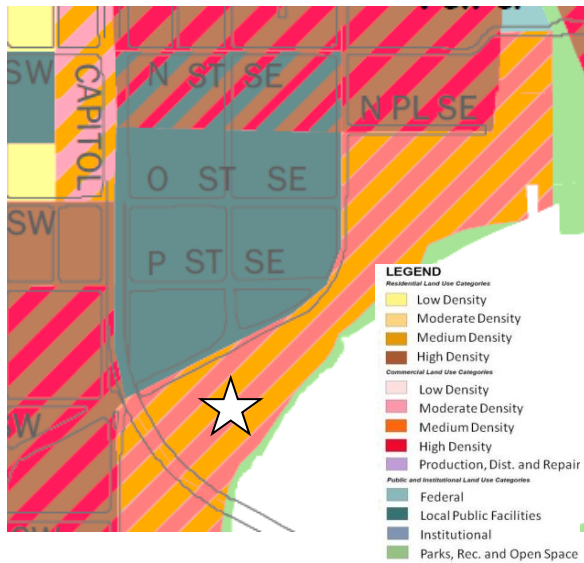 SW
CAPITOL
N ST SE
N PL SE
O ST SE
SW
P ST SE
W
SW
LEGEND
Residential Land Use Categories
Low Density
Moderate Density
Medium Density
High Density
Commercial Land Use Categories
Low Density
Moderate Density
Medium Density
High Density
Production, Dist. and Repair
Public and Institutional Land Use Categories
Federal
Local Public Facilities
Institutional
Parks, Rec. and Open Space